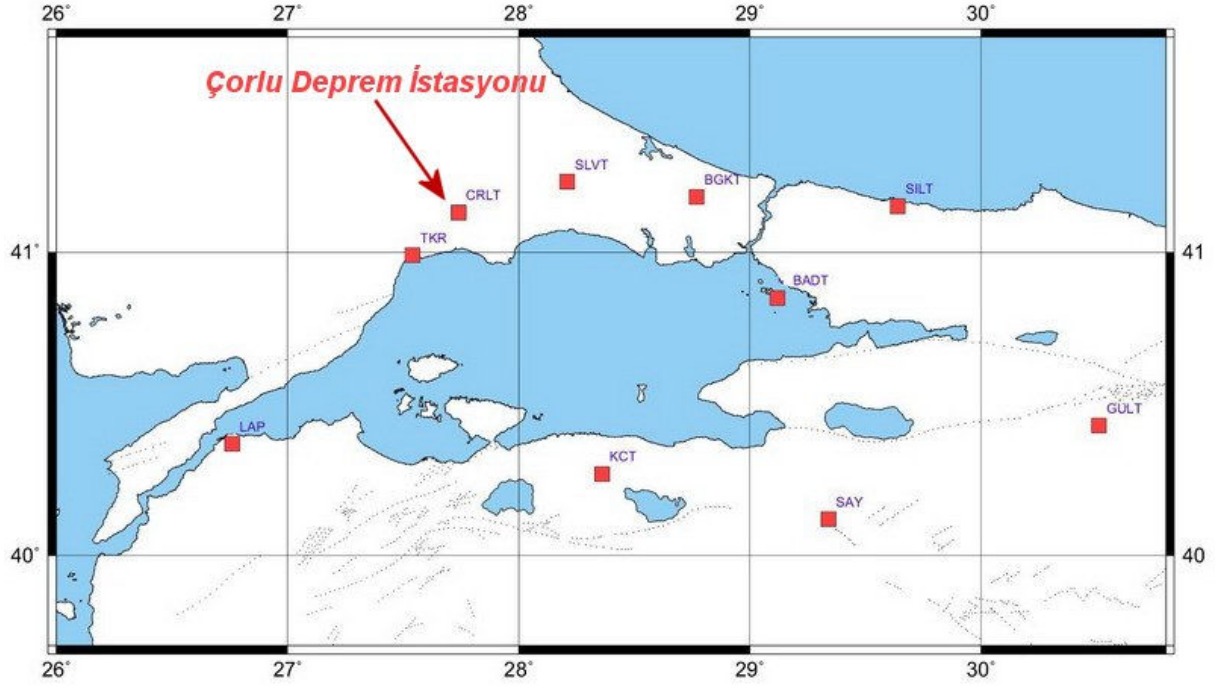 26° 27° 28° 29° 30°
Çorlu Deprem İstasyonu
SLVT
BGKT
CRLT
SILT
TKR
41° 41°
BADT
GULT
LAP
KCT
SAY
40° 40°
26° 27° 28° 29° 30°